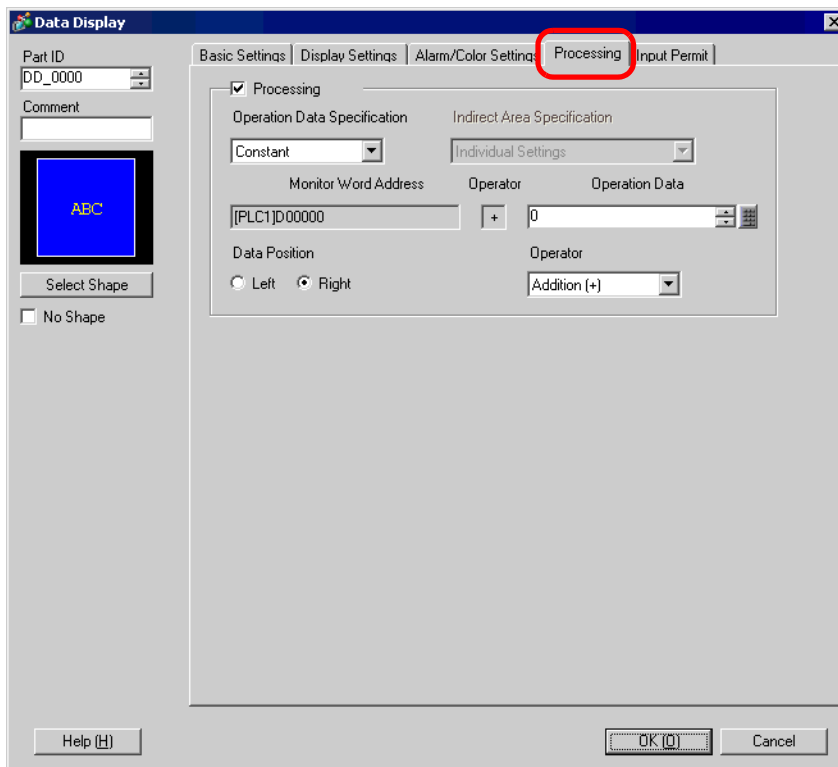 Data Display
Part ID
DD_0000
Comment
ABC
Select Shape
No Shape
Basic Settings Display Settings Alarm/Color Settings Processing Input Permit
Processing
Operation Data Specification Indirect Area Specification
Constant Individual Settings
Monitor Word Address Operator Operation Data
[PLC1]D00000 + 0
Data Position Operator
Left Right Addition (+)
Help (H) OK (O) Cancel